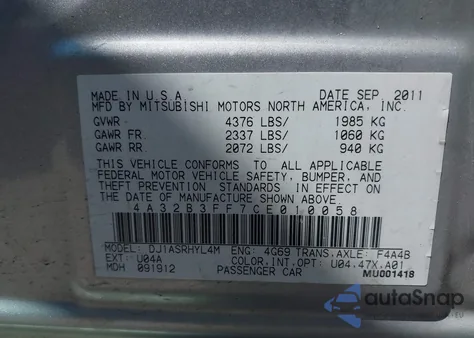 MADE IN U.S.A DATE SEP. 2011
MFD BY MITSUBISHI MOTORS NORTH AMERICA, INC.
GVWR 4376 LBS/ 1985 KG
GAWR FR. 2337 LBS/ 1060 KG
GAWR RR. 2072 LBS/ 940 KG
THIS VEHICLE CONFORMS TO ALL APPLICABLE
FEDERAL MOTOR VEHICLE SAFETY, BUMPER, AND
THEFT PREVENTION STANDARDS IN EFFECT ON
THE DATE OF MANUFACTURE SHOWN ABOVE.
4A32B3FF7CE010058
MODEL: DJ1ASRHYL4M ENG: 4G69 TRANS.AXLE: F4A4B
EXT: U04A COLOR,INT,OPT: U04.47X.A01
MDH 091912 PASSENGER CAR MU001418
autoSnap
.EU